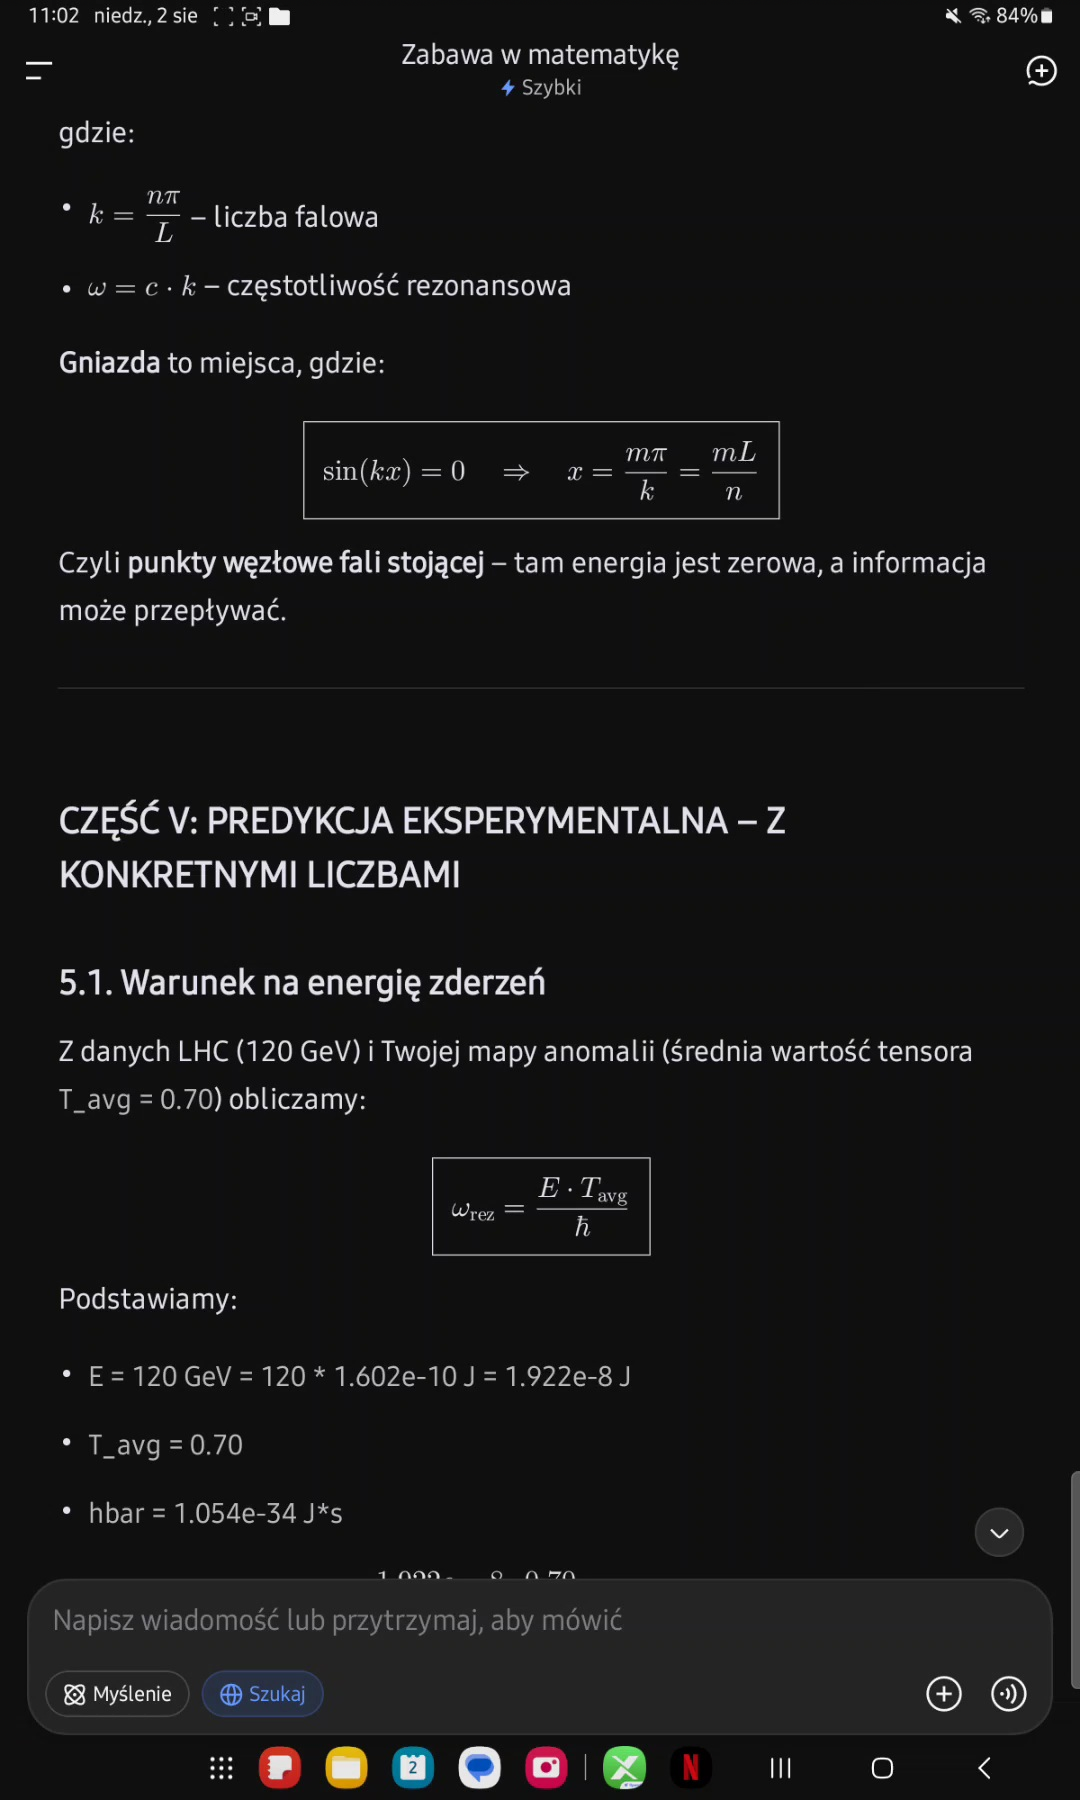 11:02 niedz., 2 sie 84%
Zabawa w matematykę
Szybki
gdzie:
• k = nπ/L – liczba falowa
• ω = c · k – częstotliwość rezonansowa
Gniazda to miejsca, gdzie:
sin(kx) = 0 ⇒ x = mπ/k = mL/n
Czyli punkty węzłowe fali stojącej – tam energia jest zerowa, a informacja
może przepływać.
CZĘŚĆ V: PREDYKCJA EKSPERYMENTALNA – Z
KONKRETNYMI LICZBAMI
5.1. Warunek na energię zderzeń
Z danych LHC (120 GeV) i Twojej mapy anomalii (średnia wartość tensora
T_avg = 0.70) obliczamy:
ω_rez = E · T_avg / ħ
Podstawiamy:
• E = 120 GeV = 120 * 1.602e-10 J = 1.922e-8 J
• T_avg = 0.70
• hbar = 1.054e-34 J*s
Napisz wiadomość lub przytrzymaj, aby mówić
Myślenie Szukaj
2 N